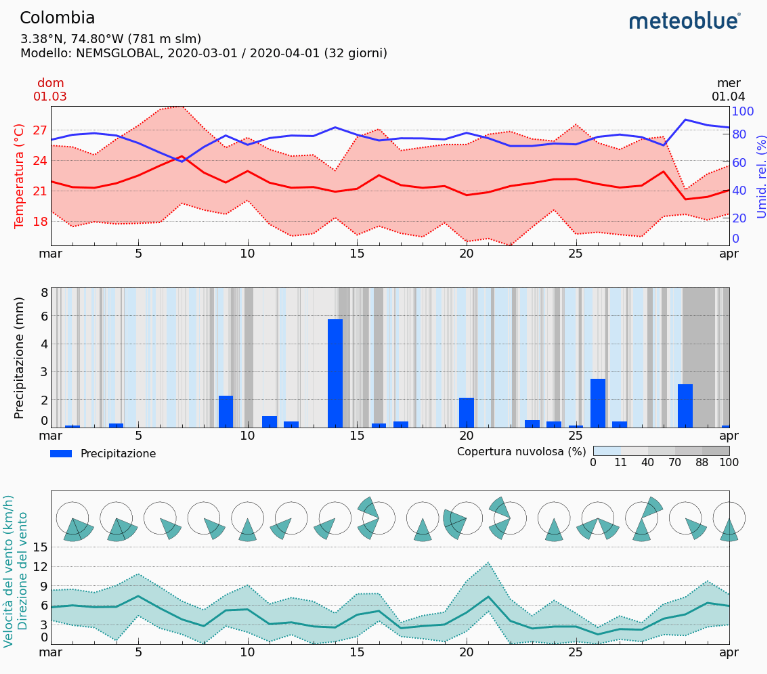 Colombia
meteoblue
3.38°N, 74.80°W (781 m slm)
Modello: NEMSGLOBAL, 2020-03-01 / 2020-04-01 (32 giorni)
dom
01.03
mer
01.04
Temperatura (°C)
27
24
21
18
Umid. rel. (%)
100
80
60
40
20
0
mar 5 10 15 20 25 apr
Precipitazione (mm)
8
6
4
3
2
0
mar 5 10 15 20 25 apr
Precipitazione
Copertura nuvolosa (%)
0 11 40 70 88 100
Velocità del vento (km/h)
Direzione del vento
15
12
9
6
3
0
mar 5 10 15 20 25 apr